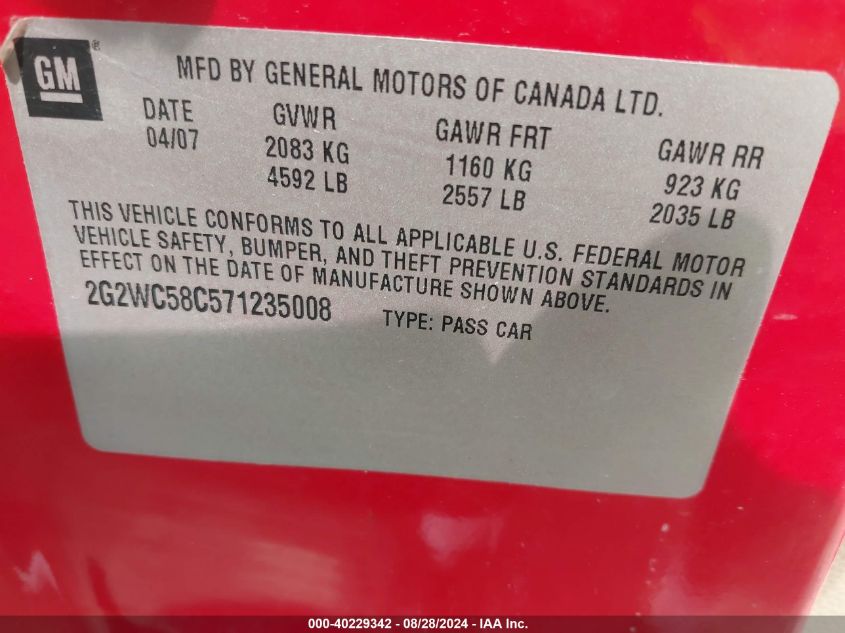 GM®
MFD BY GENERAL MOTORS OF CANADA LTD.
DATE GVWR GAWR FRT GAWR RR
04/07 2083 KG 1160 KG 923 KG
4592 LB 2557 LB 2035 LB
THIS VEHICLE CONFORMS TO ALL APPLICABLE U.S. FEDERAL MOTOR
VEHICLE SAFETY, BUMPER, AND THEFT PREVENTION STANDARDS IN
EFFECT ON THE DATE OF MANUFACTURE SHOWN ABOVE.
2G2WC58C571235008 TYPE: PASS CAR
000-40229342 - 08/28/2024 - IAA Inc.